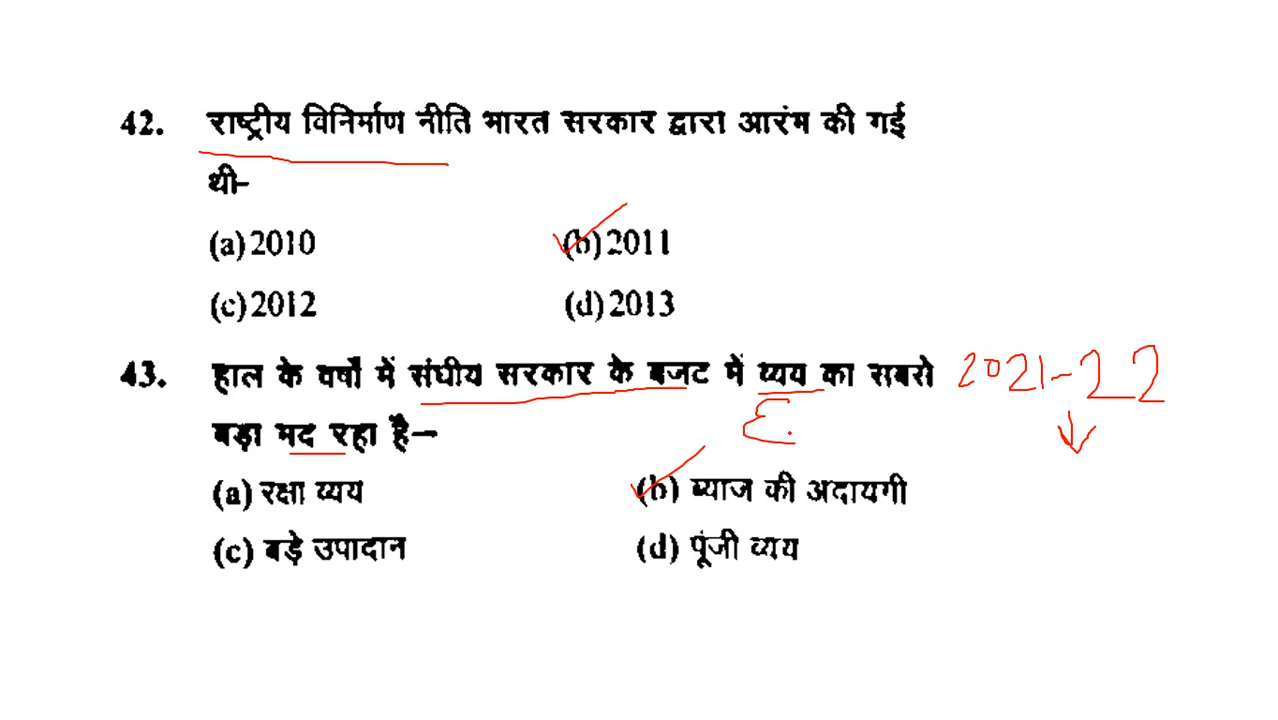 42. राष्ट्रीय विनिर्माण नीति भारत सरकार द्वारा आरंभ की गई
थी-
(a) 2010 (b) 2011
(c) 2012 (d) 2013
43. हाल के वर्षों में संघीय सरकार के बजट में व्यय का सबसे 2021-22
बड़ा मद रहा है–
(a) रक्षा व्यय (b) ब्याज की अदायगी
(c) बड़े उपादान (d) पूंजी व्यय